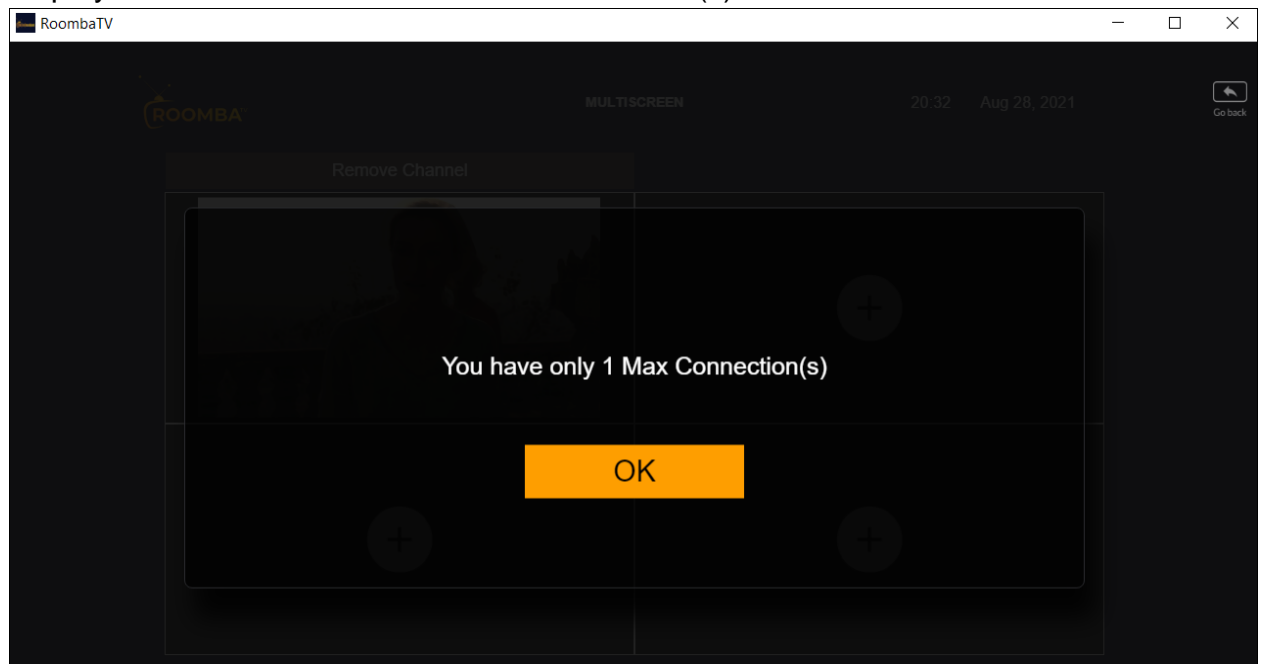 RoombaTV
ROOMBA
MULTISCREEN
20:32 Aug 28, 2021
Go back
Remove Channel
You have only 1 Max Connection(s)
OK